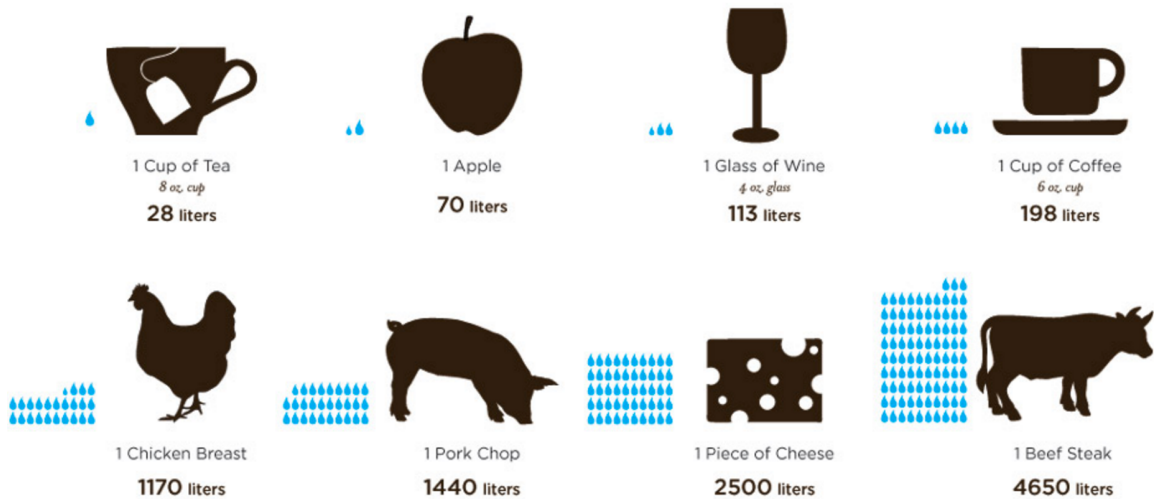 1 Cup of Tea
8 oz. cup
28 liters
1 Apple
70 liters
1 Glass of Wine
4 oz. glass
113 liters
1 Cup of Coffee
6 oz. cup
198 liters
1 Chicken Breast
1170 liters
1 Pork Chop
1440 liters
1 Piece of Cheese
2500 liters
1 Beef Steak
4650 liters